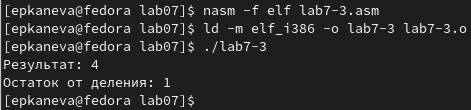 [epkaneva@fedora lab07]$ nasm -f elf lab7-3.asm
[epkaneva@fedora lab07]$ ld -m elf_i386 -o lab7-3 lab7-3.o
[epkaneva@fedora lab07]$ ./lab7-3
Результат: 4
Остаток от деления: 1
[epkaneva@fedora lab07]$